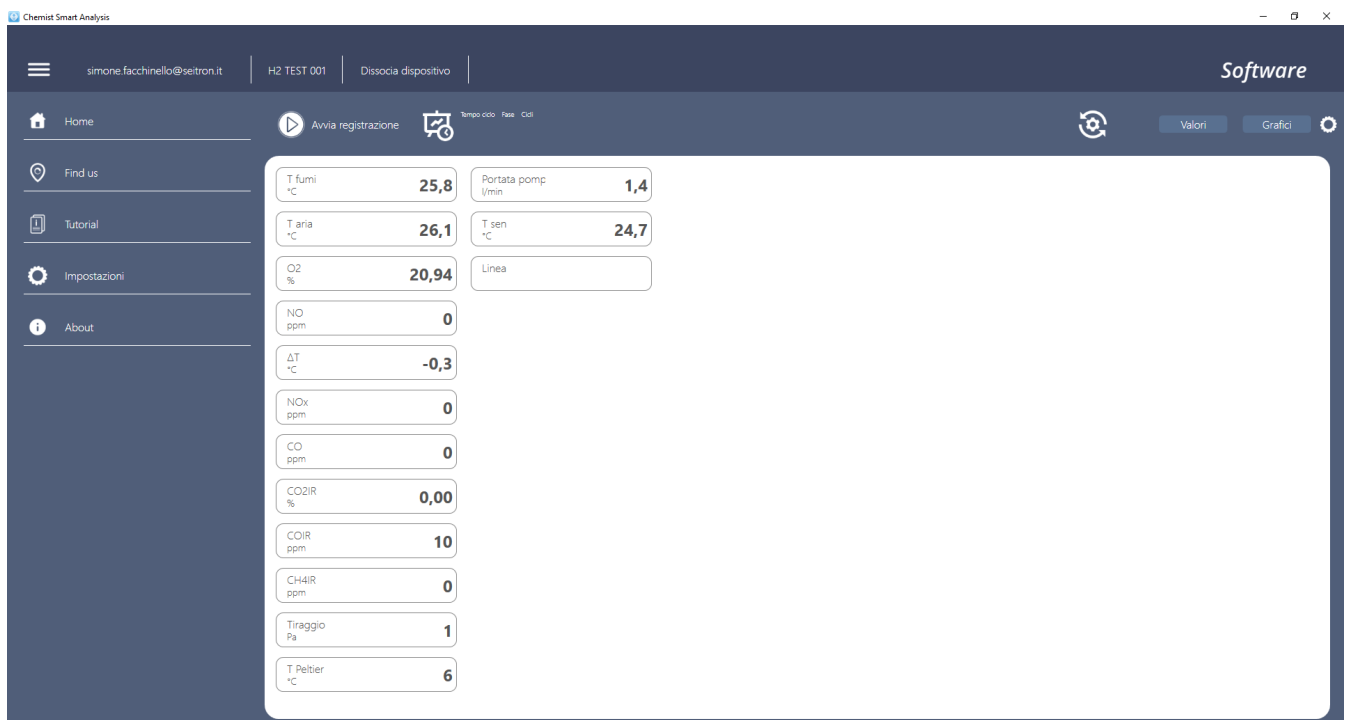 Chemist Smart Analysis
simone.facchinello@seitron.it H2 TEST 001 Dissocia dispositivo Software
Home
Find us
Tutorial
Impostazioni
About
Avvia registrazione Tempo ciclo Fase Cicli Valori Grafici
T fumi
°C
25,8
T aria
°C
26,1
O2
%
20,94
NO
ppm
0
ΔT
°C
-0,3
NOx
ppm
0
CO
ppm
0
CO2IR
%
0,00
COIR
ppm
10
CH4IR
ppm
0
Tiraggio
Pa
1
T Peltier
°C
6
Portata pomp
l/min
1,4
T sen
°C
24,7
Linea